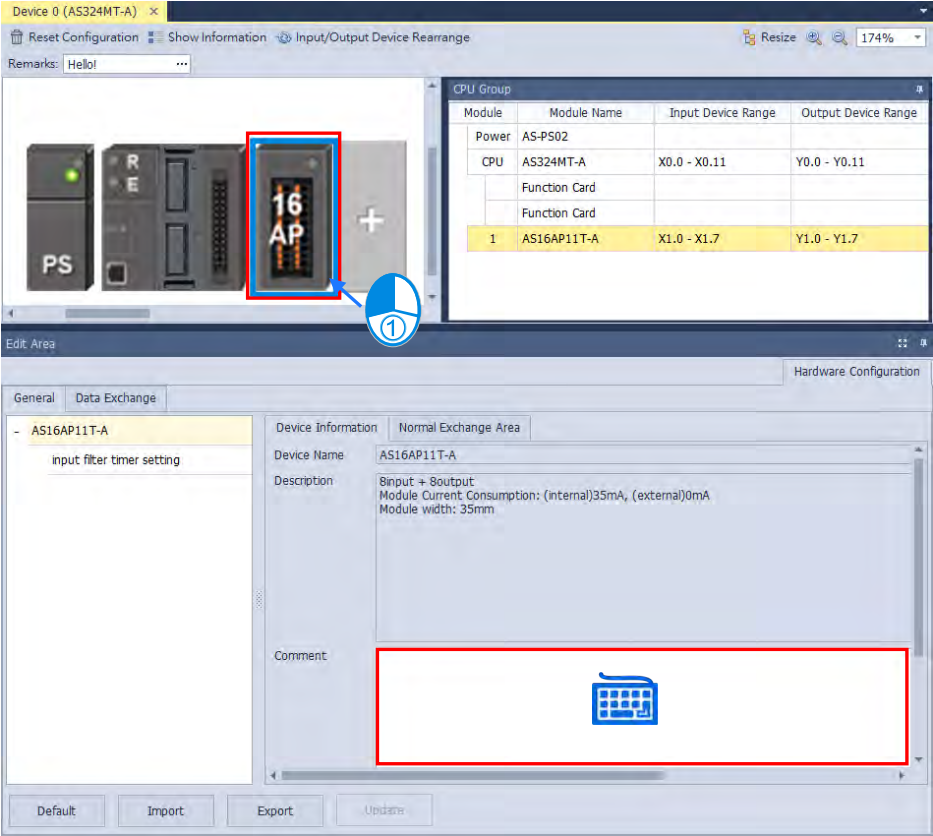 Device 0 (AS324MT-A) ×
Reset Configuration Show Information Input/Output Device Rearrange Resize 174%
Remarks: Hello! ...
R
E
PS
16
AP
+
1
CPU Group
Module Module Name Input Device Range Output Device Range
Power AS-PS02
CPU AS324MT-A X0.0 - X0.11 Y0.0 - Y0.11
Function Card
Function Card
1 AS16AP11T-A X1.0 - X1.7 Y1.0 - Y1.7
Edit Area
Hardware Configuration
General Data Exchange
- AS16AP11T-A
input filter timer setting
Device Information Normal Exchange Area
Device Name AS16AP11T-A
Description 8input + 8output
Module Current Consumption: (internal)35mA, (external)0mA
Module width: 35mm
Comment
Default Import Export Update